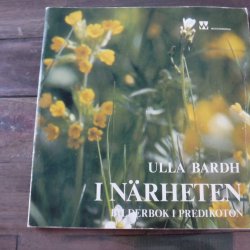 ULLA BARDH
I NÄRHETEN
BILDERBOK I PREDIKOTON